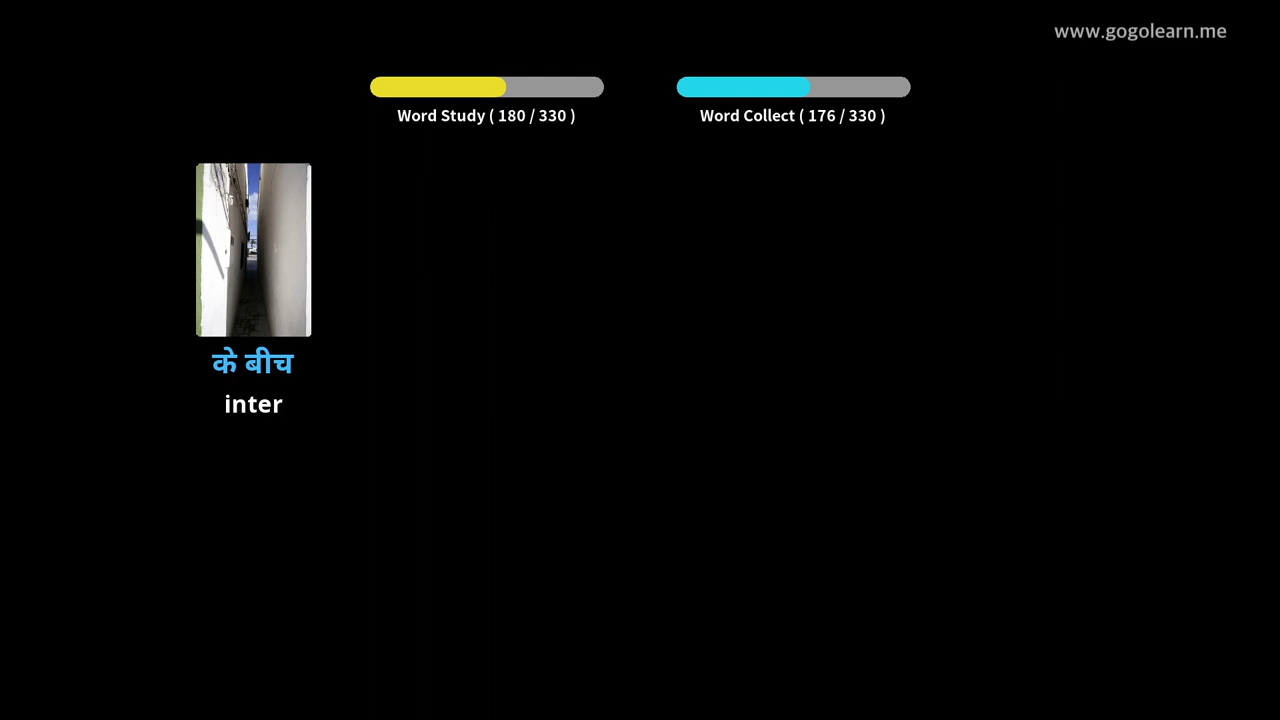 www.gogolearn.me
Word Study ( 180 / 330 )
Word Collect ( 176 / 330 )
के बीच
inter